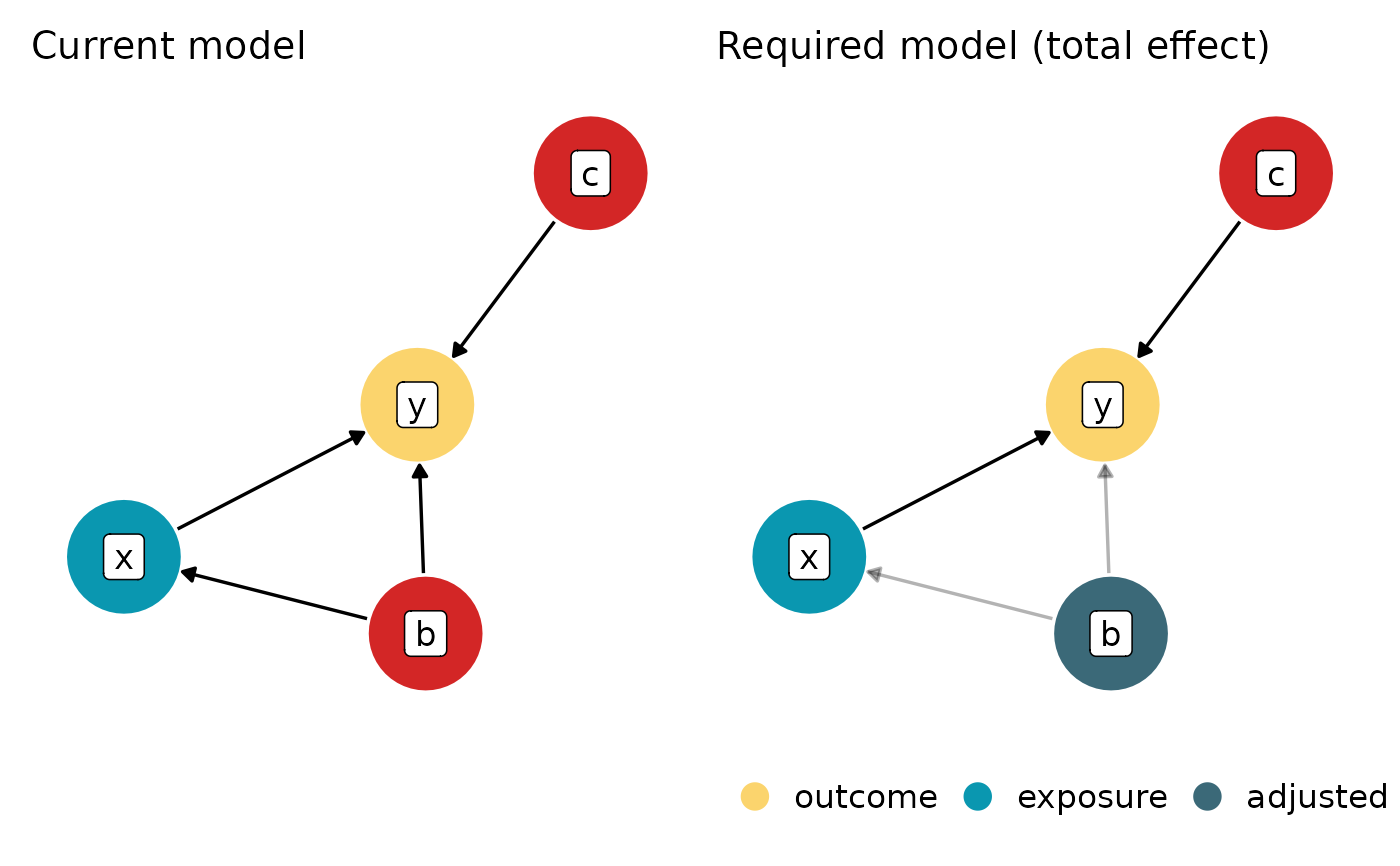 Current model
c
y
x
b
Required model (total effect)
c
y
x
b
outcome
exposure
adjusted